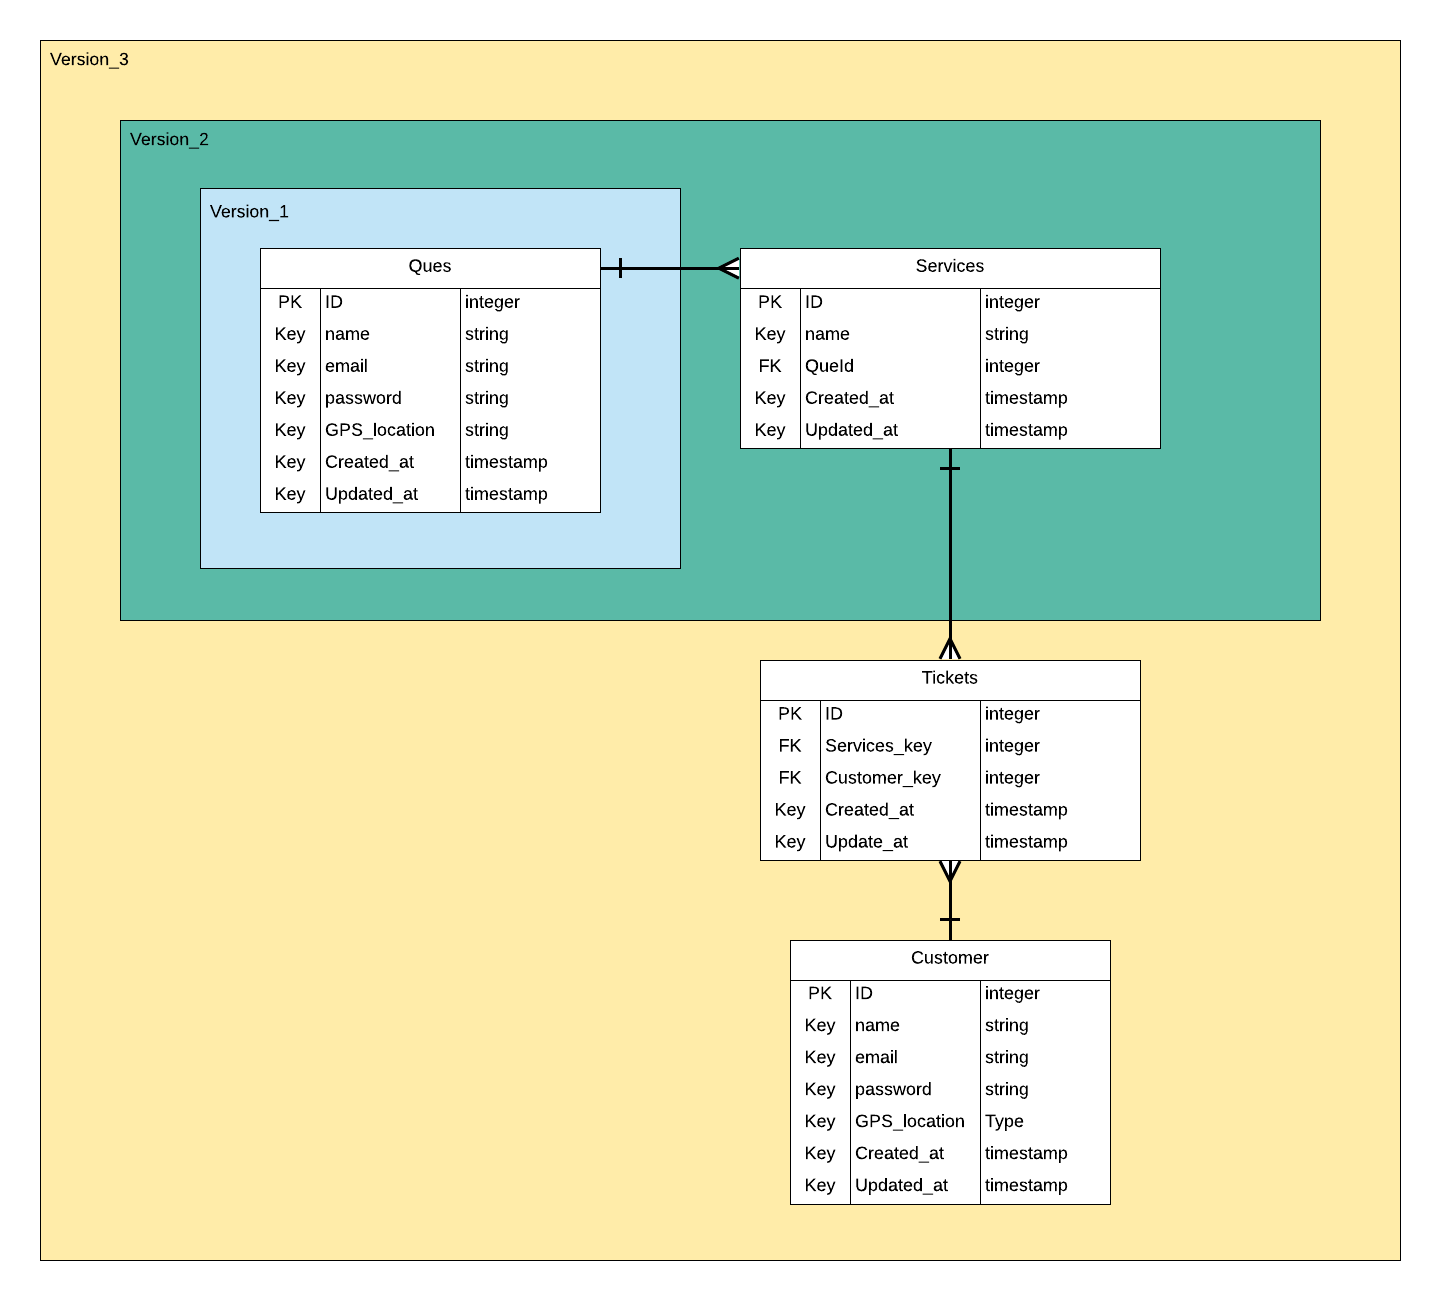 Version_3
Version_2
Version_1
Ques
PK ID integer
Key name string
Key email string
Key password string
Key GPS_location string
Key Created_at timestamp
Key Updated_at timestamp
Services
PK ID integer
Key name string
FK QueId integer
Key Created_at timestamp
Key Updated_at timestamp
Tickets
PK ID integer
FK Services_key integer
FK Customer_key integer
Key Created_at timestamp
Key Update_at timestamp
Customer
PK ID integer
Key name string
Key email string
Key password string
Key GPS_location Type
Key Created_at timestamp
Key Updated_at timestamp